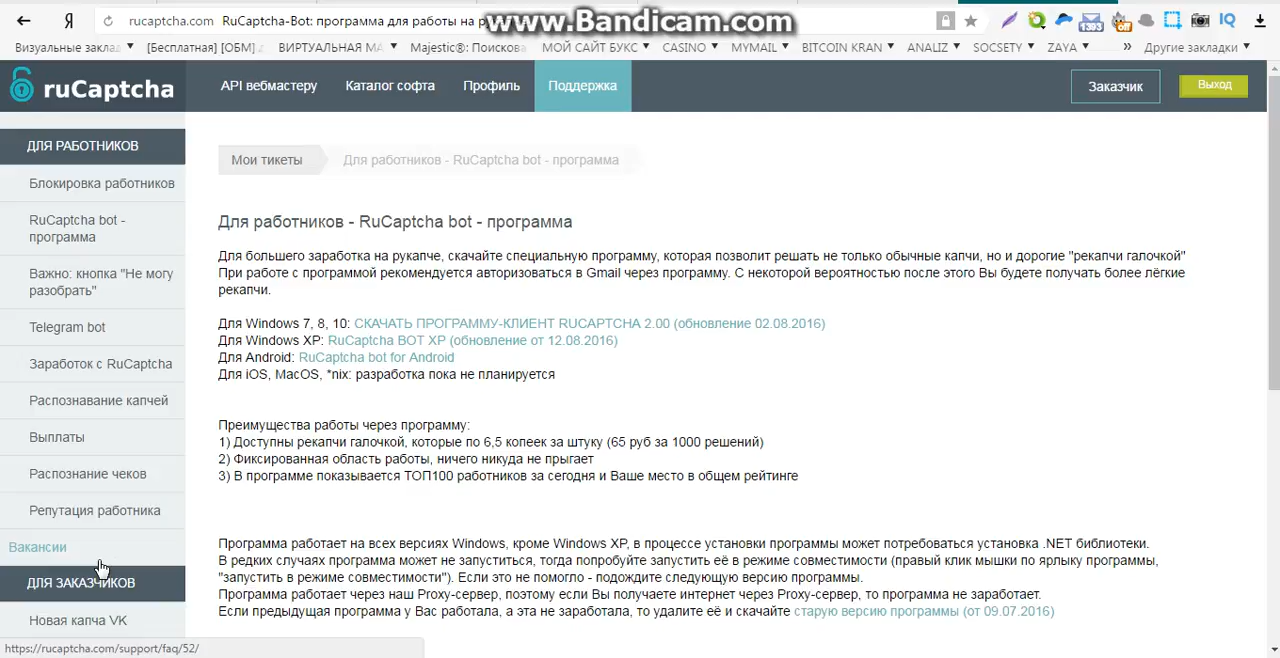 Я rucaptcha.com RuCaptcha-Bot: программа для работы на р
www.Bandicam.com
1393 off IQ
Визуальные заклад [Бесплатная] [ОБМ] ВИРТУАЛЬНАЯ МА Majestic®: Поискова МОЙ САЙТ БУКС CASINO MYMAIL BITCOIN KRAN ANALIZ SOCSETY ZAYA » Другие закладки
ruCaptcha API вебмастеру Каталог софта Профиль Поддержка Заказчик Выход
ДЛЯ РАБОТНИКОВ
Блокировка работников
RuCaptcha bot -
программа
Важно: кнопка "Не могу
разобрать"
Telegram bot
Заработок с RuCaptcha
Распознавание капчей
Выплаты
Распознание чеков
Репутация работника
Вакансии
ДЛЯ ЗАКАЗЧИКОВ
Новая капча VK
Мои тикеты Для работников - RuCaptcha bot - программа
Для работников - RuCaptcha bot - программа
Для большего заработка на рукапче, скачайте специальную программу, которая позволит решать не только обычные капчи, но и дорогие "рекапчи галочкой"
При работе с программой рекомендуется авторизоваться в Gmail через программу. С некоторой вероятностью после этого Вы будете получать более лёгкие
рекапчи.
Для Windows 7, 8, 10: СКАЧАТЬ ПРОГРАММУ-КЛИЕНТ RUCAPTCHA 2.00 (обновление 02.08.2016)
Для Windows XP: RuCaptcha BOT XP (обновление от 12.08.2016)
Для Android: RuCaptcha bot for Android
Для iOS, MacOS, *nix: разработка пока не планируется
Преимущества работы через программу:
1) Доступны рекапчи галочкой, которые по 6,5 копеек за штуку (65 руб за 1000 решений)
2) Фиксированная область работы, ничего никуда не прыгает
3) В программе показывается ТОП100 работников за сегодня и Ваше место в общем рейтинге
Программа работает на всех версиях Windows, кроме Windows XP, в процессе установки программы может потребоваться установка .NET библиотеки.
В редких случаях программа может не запуститься, тогда попробуйте запустить её в режиме совместимости (правый клик мышки по ярлыку программы,
"запустить в режиме совместимости"). Если это не помогло - подождите следующую версию программы.
Программа работает через наш Proxy-сервер, поэтому если Вы получаете интернет через Proxy-сервер, то программа не заработает.
Если предыдущая программа у Вас работала, а эта не заработала, то удалите её и скачайте старую версию программы (от 09.07.2016)
https://rucaptcha.com/support/faq/52/